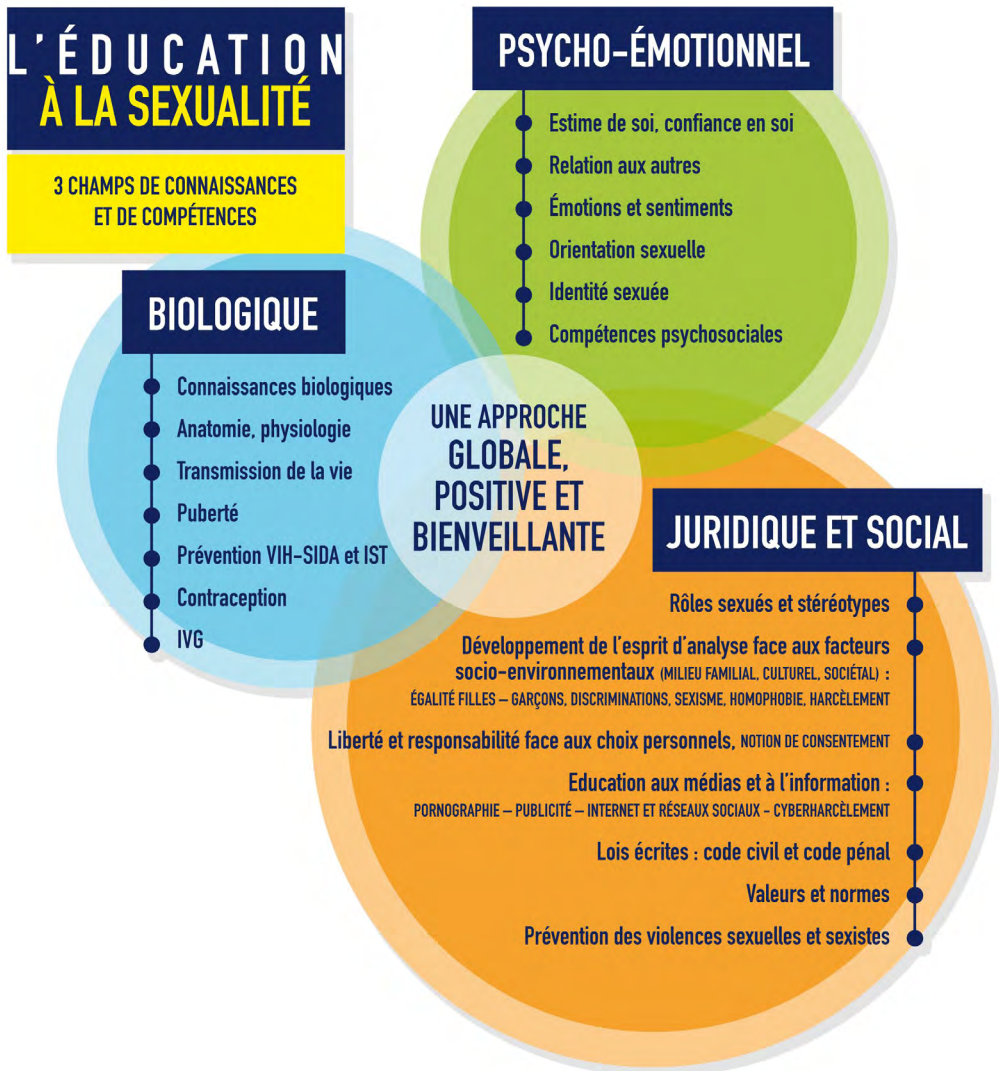 L'ÉDUCATION
À LA SEXUALITÉ
3 CHAMPS DE CONNAISSANCES
ET DE COMPÉTENCES
PSYCHO-ÉMOTIONNEL
Estime de soi, confiance en soi
Relation aux autres
Émotions et sentiments
Orientation sexuelle
Identité sexuée
Compétences psychosociales
BIOLOGIQUE
Connaissances biologiques
Anatomie, physiologie
Transmission de la vie
Puberté
Prévention VIH-SIDA et IST
Contraception
IVG
UNE APPROCHE
GLOBALE,
POSITIVE ET
BIENVEILLANTE
JURIDIQUE ET SOCIAL
Rôles sexués et stéréotypes
Développement de l'esprit d'analyse face aux facteurs
socio-environnementaux (MILIEU FAMILIAL, CULTUREL, SOCIÉTAL) :
ÉGALITÉ FILLES – GARÇONS, DISCRIMINATIONS, SEXISME, HOMOPHOBIE, HARCÈLEMENT
Liberté et responsabilité face aux choix personnels, NOTION DE CONSENTEMENT
Education aux médias et à l'information :
PORNOGRAPHIE – PUBLICITÉ – INTERNET ET RÉSEAUX SOCIAUX - CYBERHARCÈLEMENT
Lois écrites : code civil et code pénal
Valeurs et normes
Prévention des violences sexuelles et sexistes